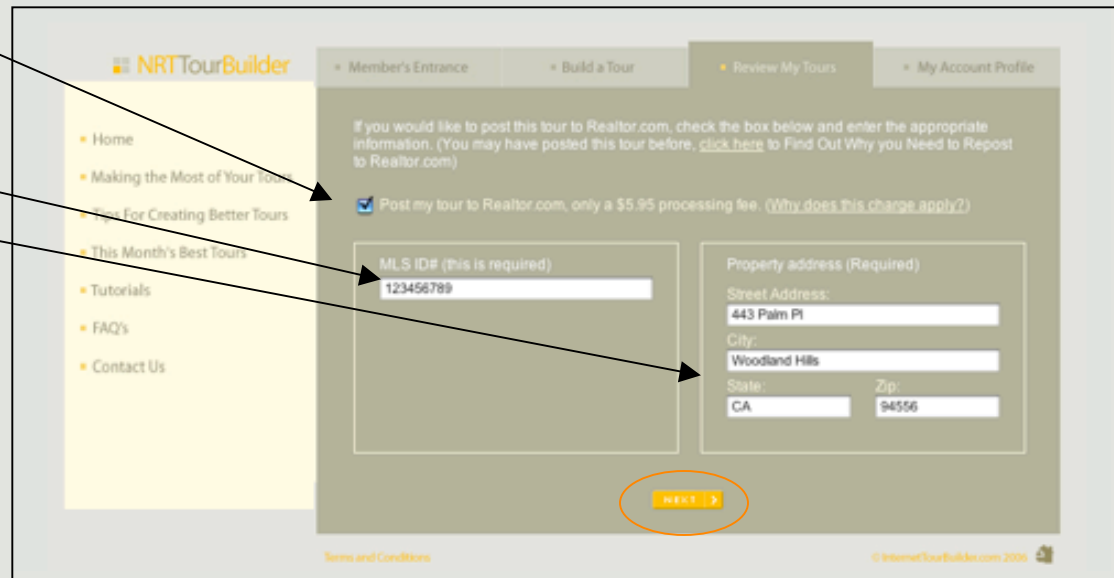 NRTTourBuilder
Member's Entrance
Build a Tour
Review My Tours
My Account Profile
Home
Making the Most of Your Tours
Tips For Creating Better Tours
This Month's Best Tours
Tutorials
FAQ's
Contact Us
If you would like to post this tour to Realtor.com, check the box below and enter the appropriate
information. (You may have posted this tour before, click here to Find Out Why you Need to Repost
to Realtor.com)
Post my tour to Realtor.com, only a $5.95 processing fee. (Why does this charge apply?)
MLS ID# (this is required)
123456789
Property address (Required)
Street Address:
443 Palm Pl
City:
Woodland Hills
State:
Zip:
CA
94556
NEXT
Terms and Conditions
© InternetTourBuilder.com 2006